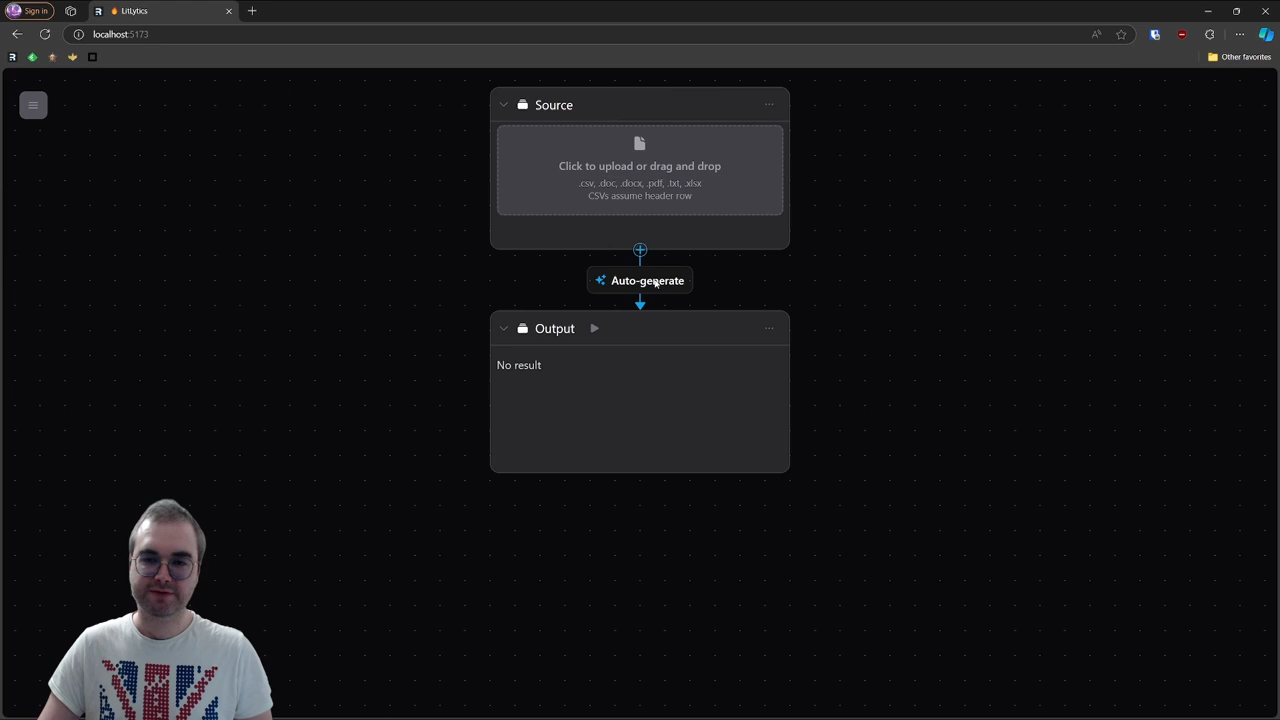 Sign in
LitLytics
localhost:5173
Other favorites
Source
Click to upload or drag and drop
.csv, .doc, .docx, .pdf, .txt, .xlsx
CSVs assume header row
Auto-generate
Output
No result